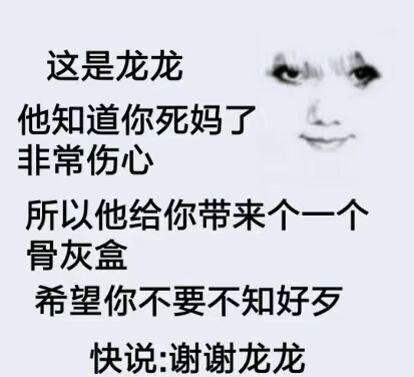 这是龙龙
他知道你死妈了
非常伤心
所以他给你带来个一个
骨灰盒
希望你不要不知好歹
快说:谢谢龙龙